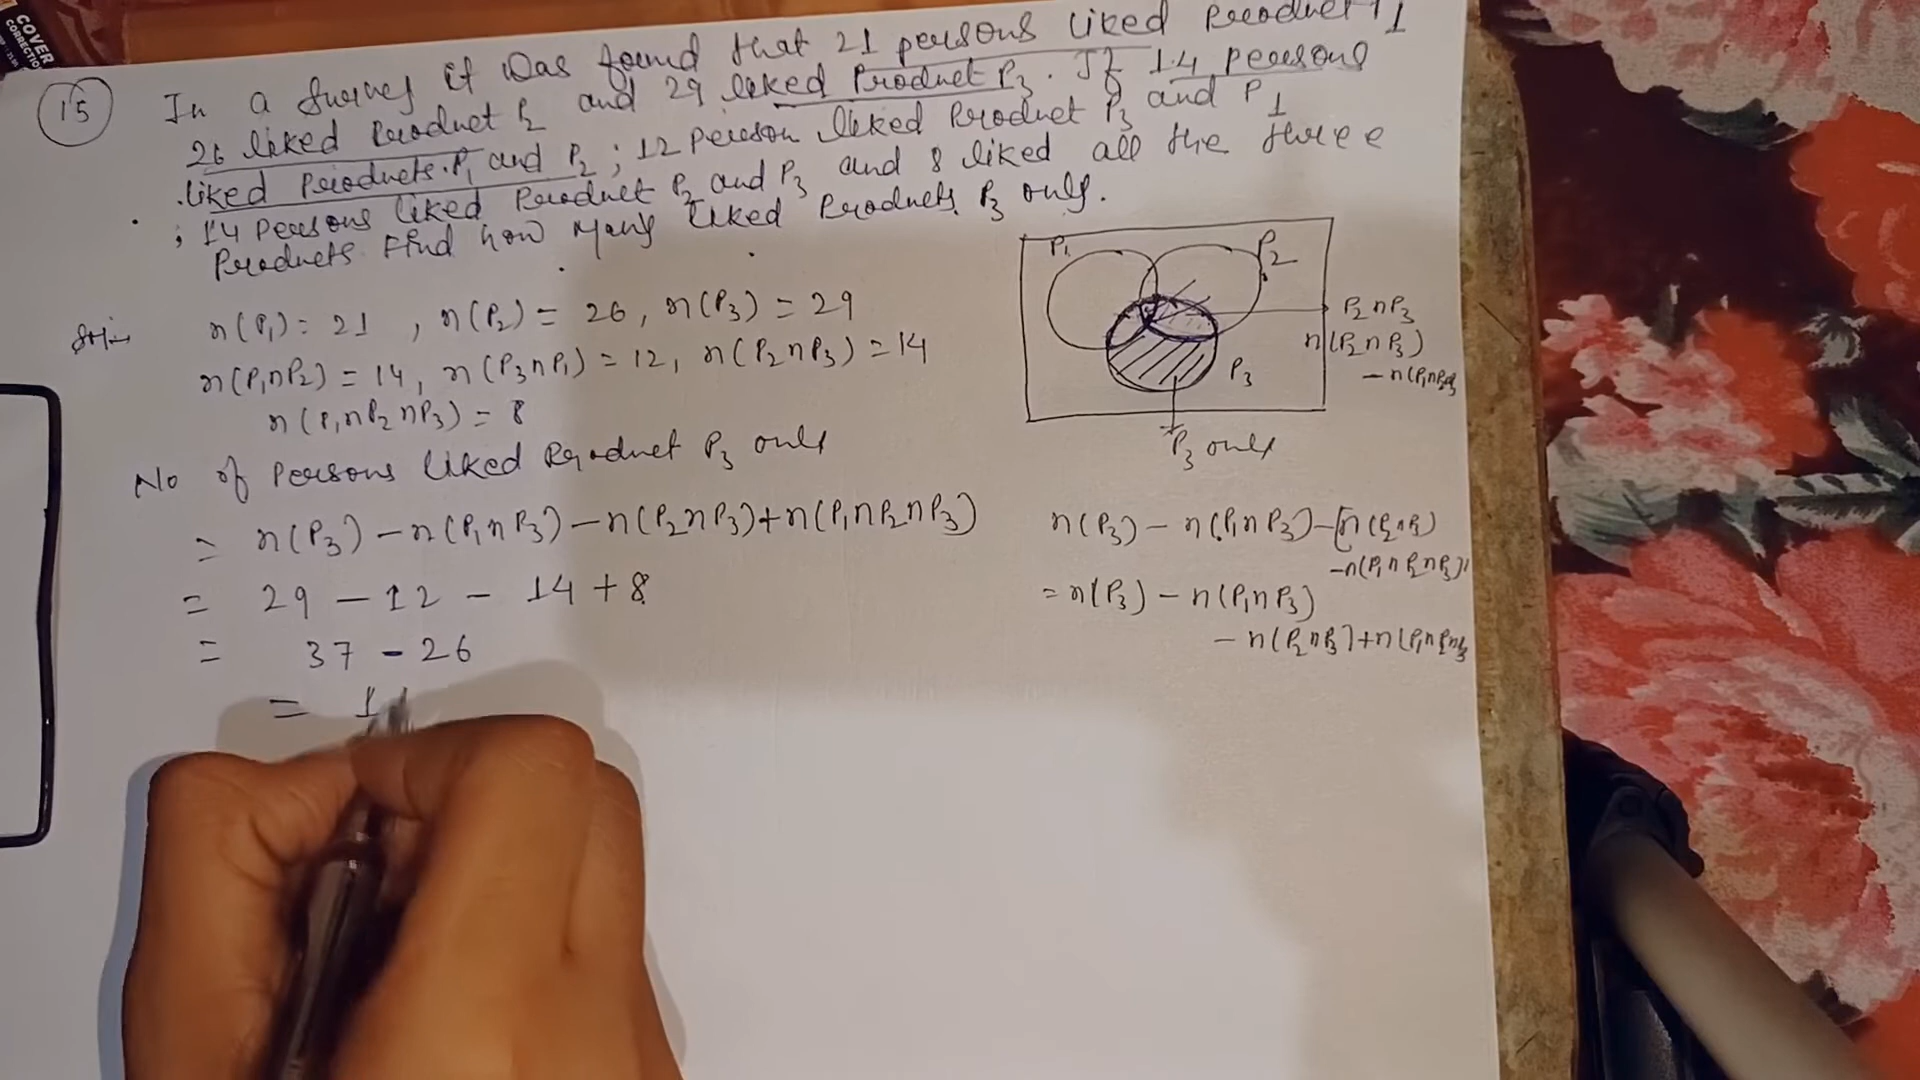 COVER
CORRECTION
15
In a survey it was found that 21 persons liked Product P1
26 liked Product P2 and 29 liked Product P3. If 14 persons
liked Products P1 and P2; 12 person liked Product P3 and P1
; 14 Persons liked Product P2 and P3 and 8 liked all the three
Products Find how many liked Products P3 only.
Sol:- n(P1) = 21, n(P2) = 26, n(P3) = 29
n(P1∩P2) = 14, n(P3∩P1) = 12, n(P2∩P3) = 14
n(P1∩P2∩P3) = 8
No of Persons liked Product P3 only
= n(P3) - n(P1∩P3) - n(P2∩P3) + n(P1∩P2∩P3)
= 29 - 12 - 14 + 8
= 37 - 26
= 11
P1
P2
P2∩P3
n(P2∩P3)
- n(P1∩P2∩P3
P3
P3 only
n(P3) - n(P1∩P3) - [n(P2∩P3)
- n(P1∩P2∩P3)]
= n(P3) - n(P1∩P3)
- n(P2∩P3) + n(P1∩P2∩P3